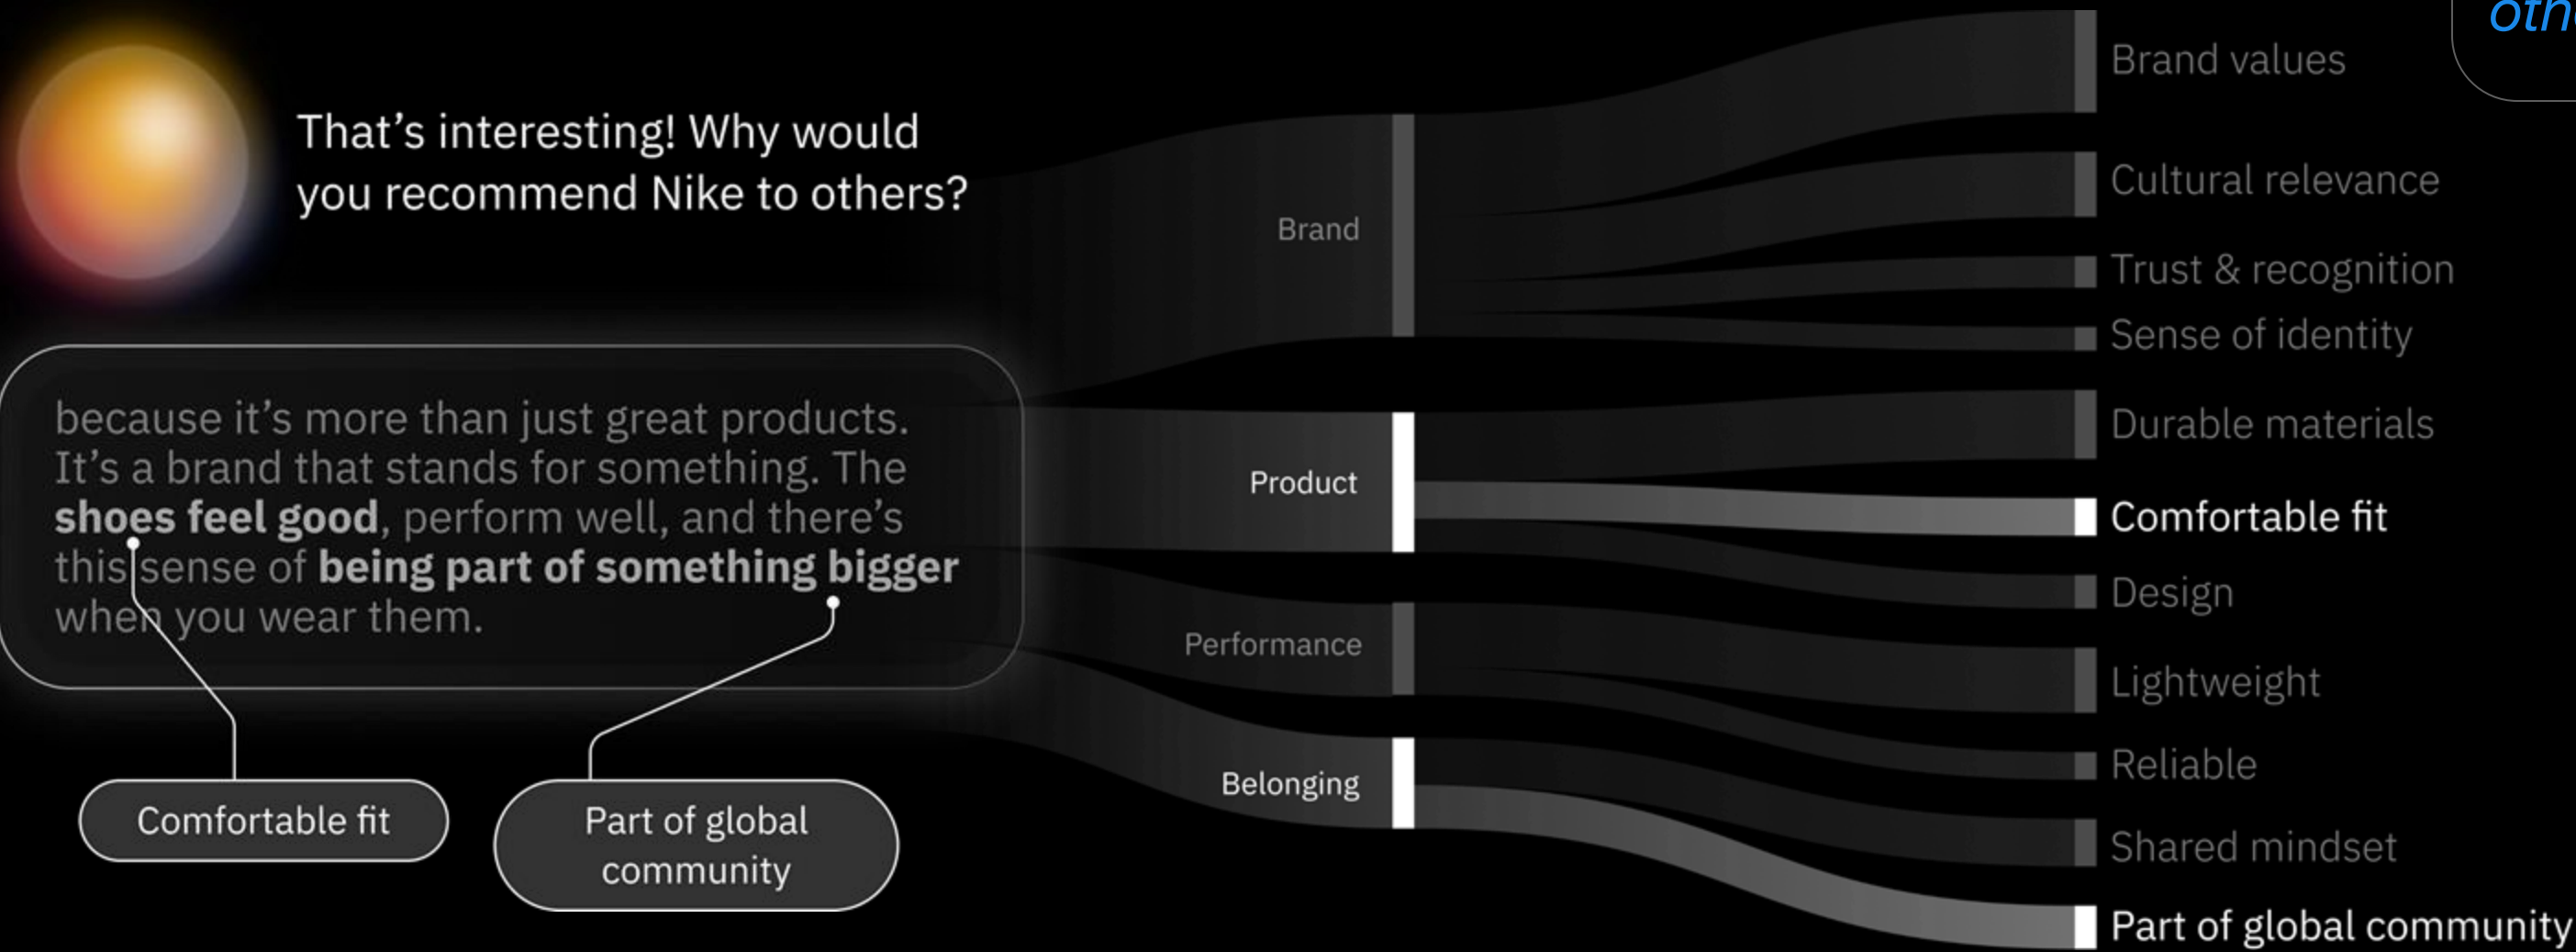 That’s interesting! Why would
you recommend Nike to others?
because it’s more than just great products.
It’s a brand that stands for something. The
shoes feel good, perform well, and there’s
this sense of being part of something bigger
when you wear them.
Comfortable fit
Part of global
community
Brand
Product
Performance
Belonging
Brand values
Cultural relevance
Trust & recognition
Sense of identity
Durable materials
Comfortable fit
Design
Lightweight
Reliable
Shared mindset
Part of global community